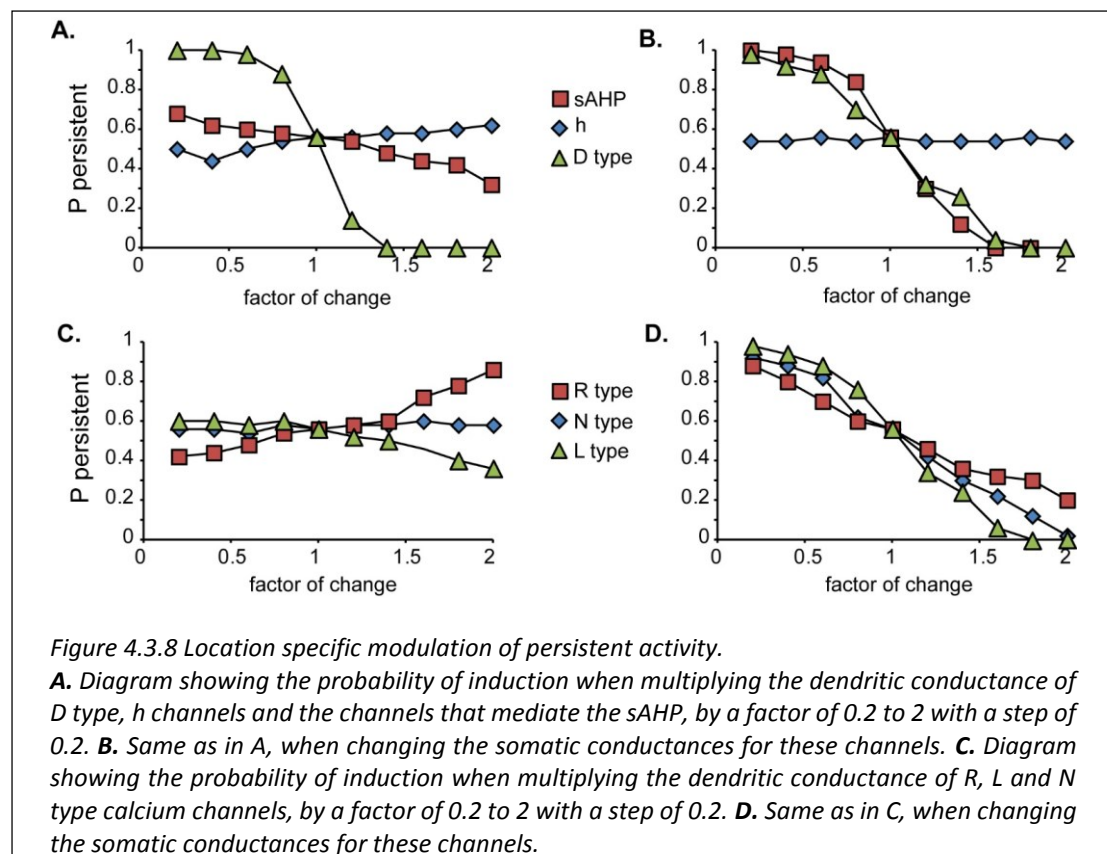 A.
1
0.8
0.6
0.4
0.2
0
P persistent
0 0.5 1 1.5 2
factor of change
sAHP
h
D type
B.
1
0.8
0.6
0.4
0.2
0
0 0.5 1 1.5 2
factor of change
C.
1
0.8
0.6
0.4
0.2
0
P persistent
0 0.5 1 1.5 2
factor of change
R type
N type
L type
D.
1
0.8
0.6
0.4
0.2
0
0 0.5 1 1.5 2
factor of change
Figure 4.3.8 Location specific modulation of persistent activity.
A. Diagram showing the probability of induction when multiplying the dendritic conductance of
D type, h channels and the channels that mediate the sAHP, by a factor of 0.2 to 2 with a step of
0.2. B. Same as in A, when changing the somatic conductances for these channels. C. Diagram
showing the probability of induction when multiplying the dendritic conductance of R, L and N
type calcium channels, by a factor of 0.2 to 2 with a step of 0.2. D. Same as in C, when changing
the somatic conductances for these channels.